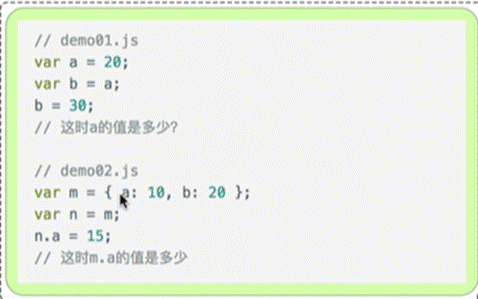 // demo01.js
var a = 20;
var b = a;
b = 30;
// 这时a的值是多少?
// demo02.js
var m = { a: 10, b: 20 };
var n = m;
n.a = 15;
// 这时m.a的值是多少